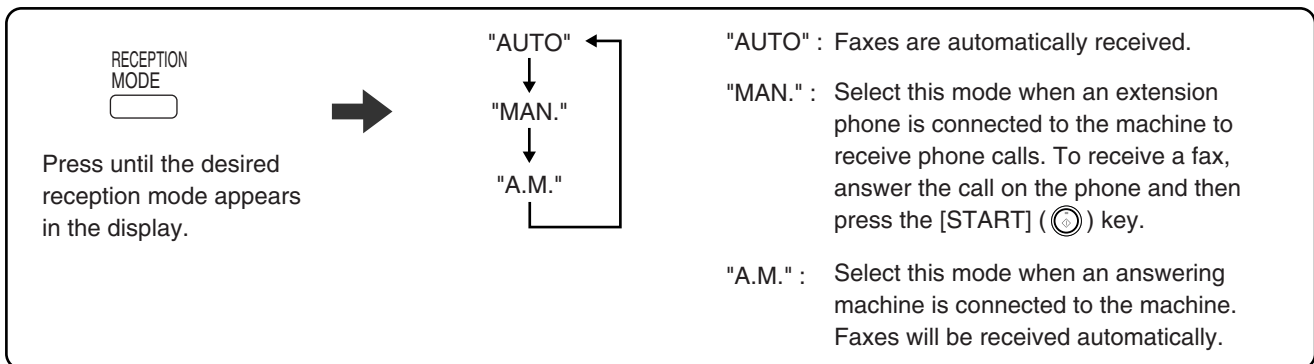 RECEPTION
MODE
Press until the desired
reception mode appears
in the display.
"AUTO"
"MAN."
"A.M."
"AUTO" : Faxes are automatically received.
"MAN." : Select this mode when an extension
phone is connected to the machine to
receive phone calls. To receive a fax,
answer the call on the phone and then
press the [START] ( ) key.
"A.M." : Select this mode when an answering
machine is connected to the machine.
Faxes will be received automatically.